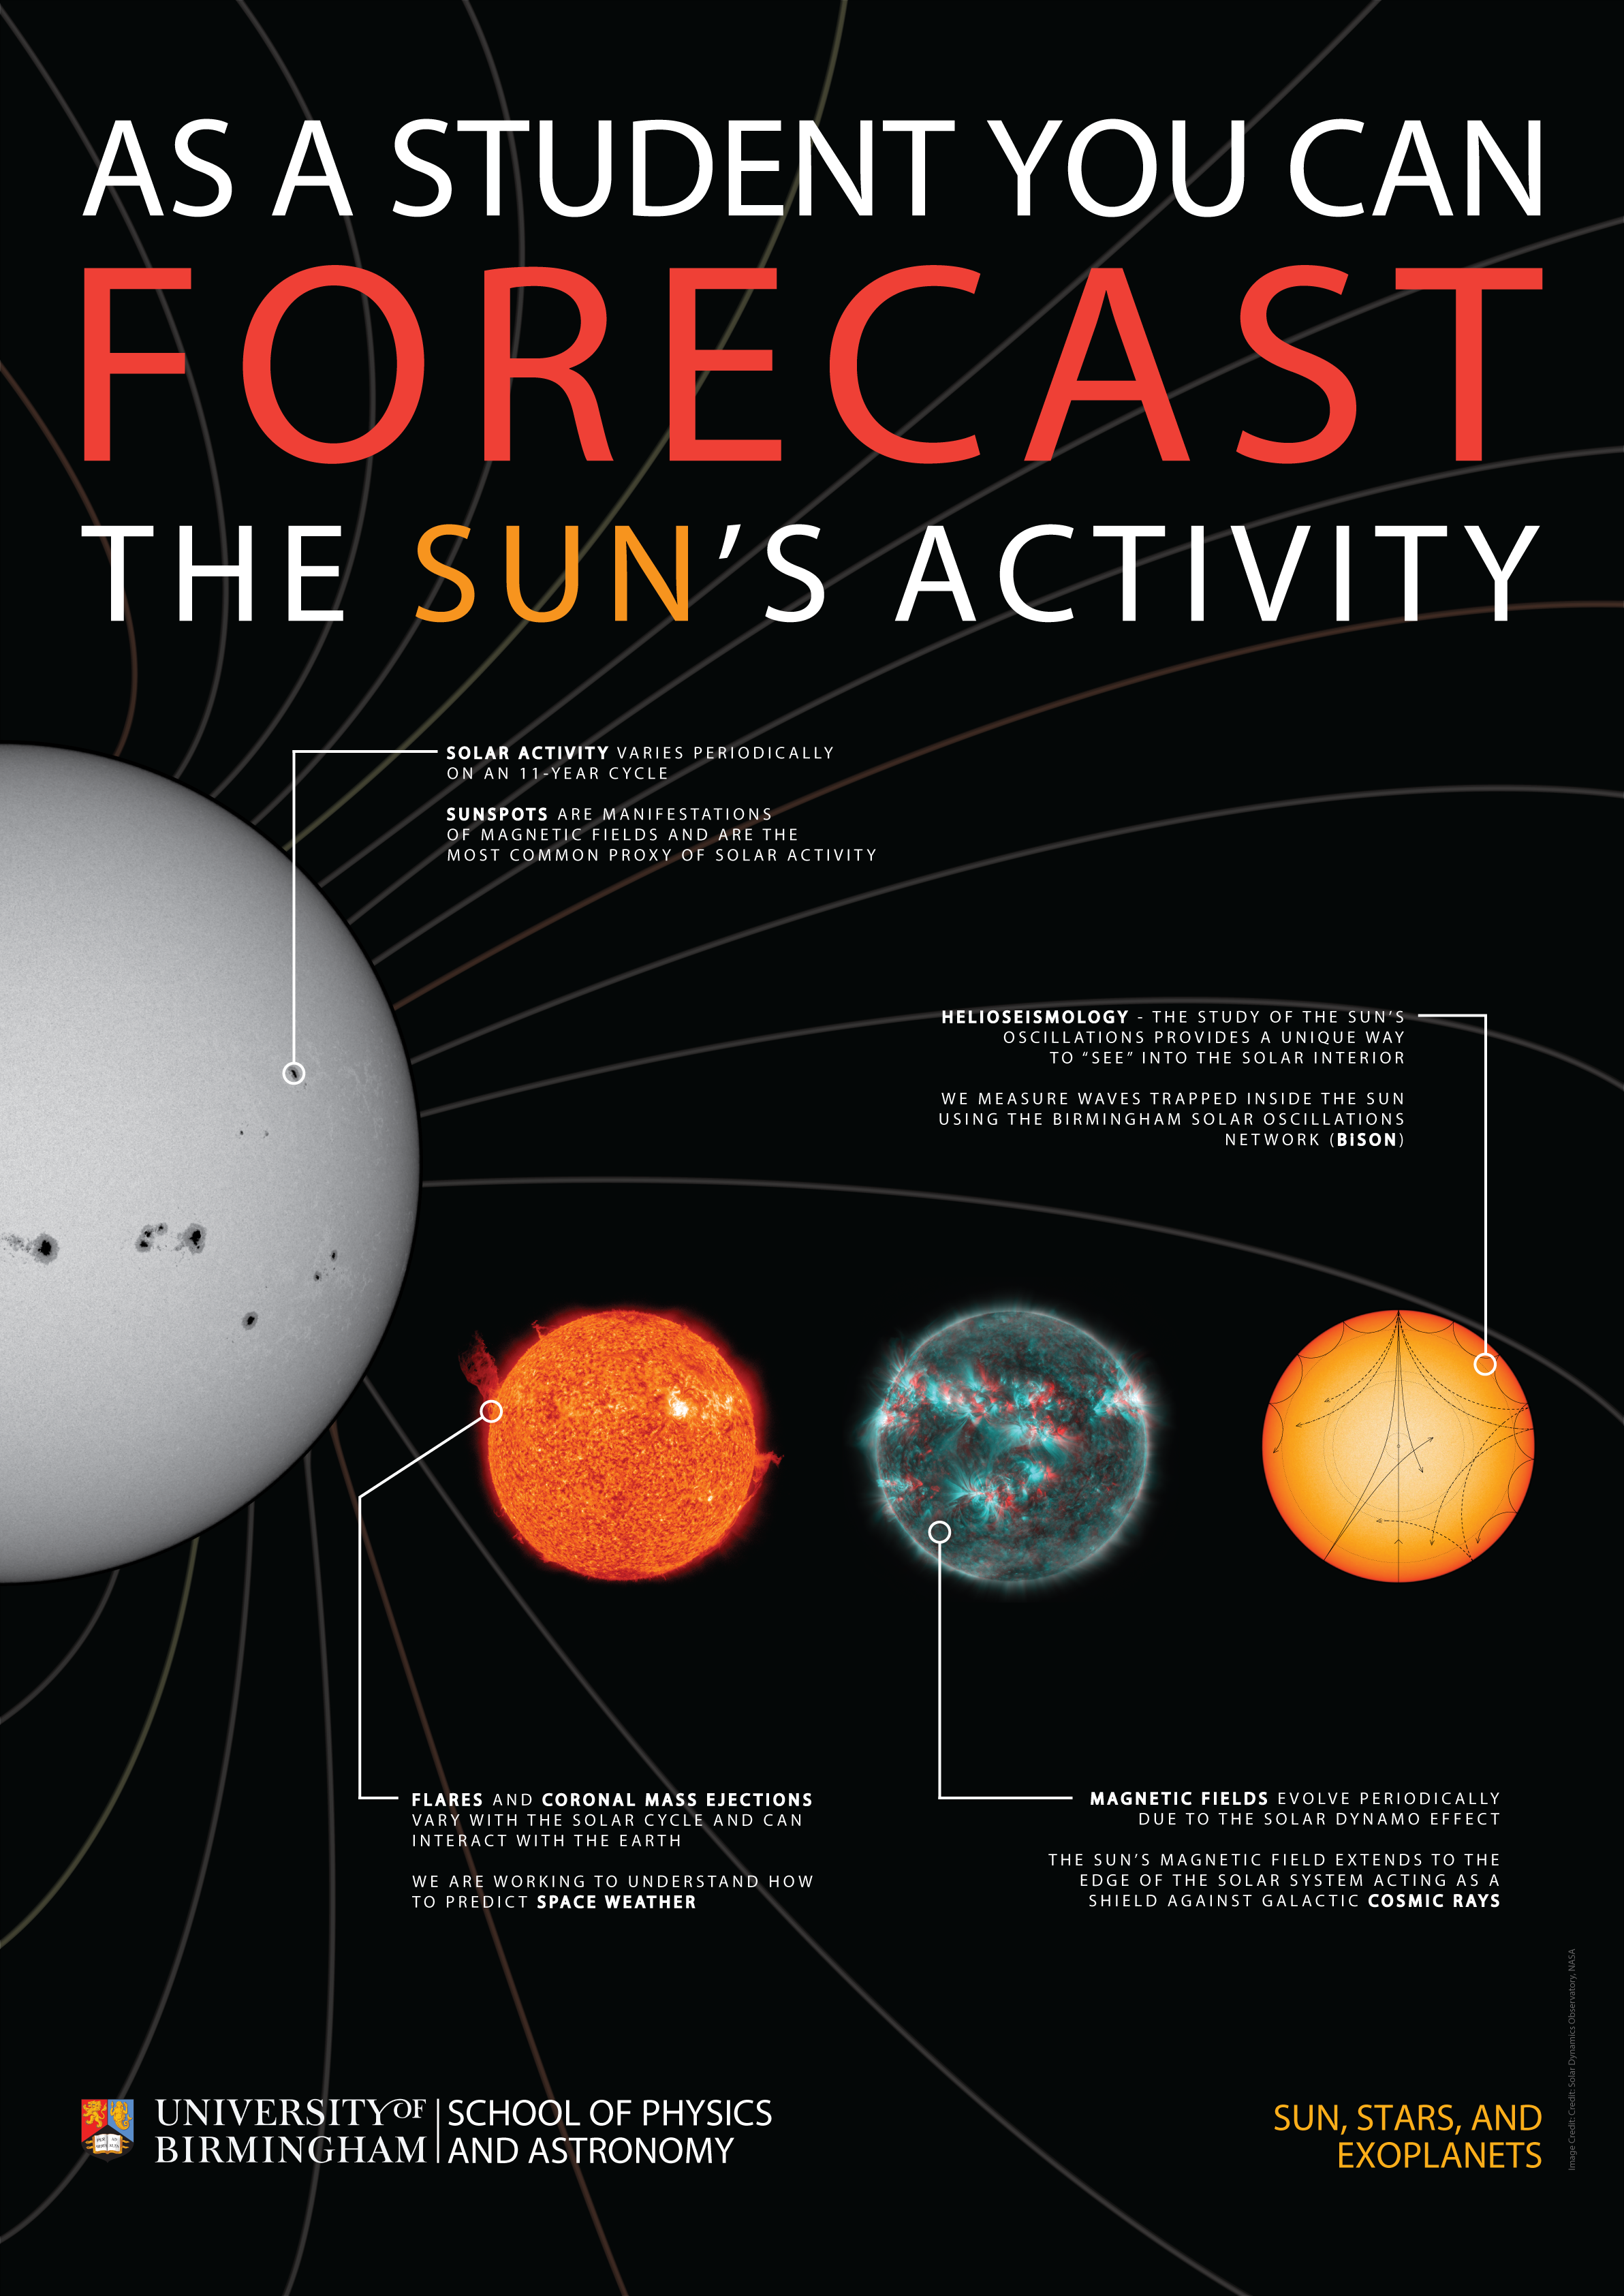 AS A STUDENT YOU CAN
FORECAST
THE SUN'S ACTIVITY
SOLAR ACTIVITY VARIES PERIODICALLY
ON AN 11-YEAR CYCLE
SUNSPOTS ARE MANIFESTATIONS
OF MAGNETIC FIELDS AND ARE THE
MOST COMMON PROXY OF SOLAR ACTIVITY
HELIOSEISMOLOGY - THE STUDY OF THE SUN'S
OSCILLATIONS PROVIDES A UNIQUE WAY
TO “SEE” INTO THE SOLAR INTERIOR
WE MEASURE WAVES TRAPPED INSIDE THE SUN
USING THE BIRMINGHAM SOLAR OSCILLATIONS
NETWORK (BiSON)
FLARES AND CORONAL MASS EJECTIONS
VARY WITH THE SOLAR CYCLE AND CAN
INTERACT WITH THE EARTH
WE ARE WORKING TO UNDERSTAND HOW
TO PREDICT SPACE WEATHER
MAGNETIC FIELDS EVOLVE PERIODICALLY
DUE TO THE SOLAR DYNAMO EFFECT
THE SUN'S MAGNETIC FIELD EXTENDS TO THE
EDGE OF THE SOLAR SYSTEM ACTING AS A
SHIELD AGAINST GALACTIC COSMIC RAYS
UNIVERSITY OF
BIRMINGHAM
SCHOOL OF PHYSICS
AND ASTRONOMY
SUN, STARS, AND
EXOPLANETS
Image Credit: Credit: Solar Dynamics Observatory, NASA